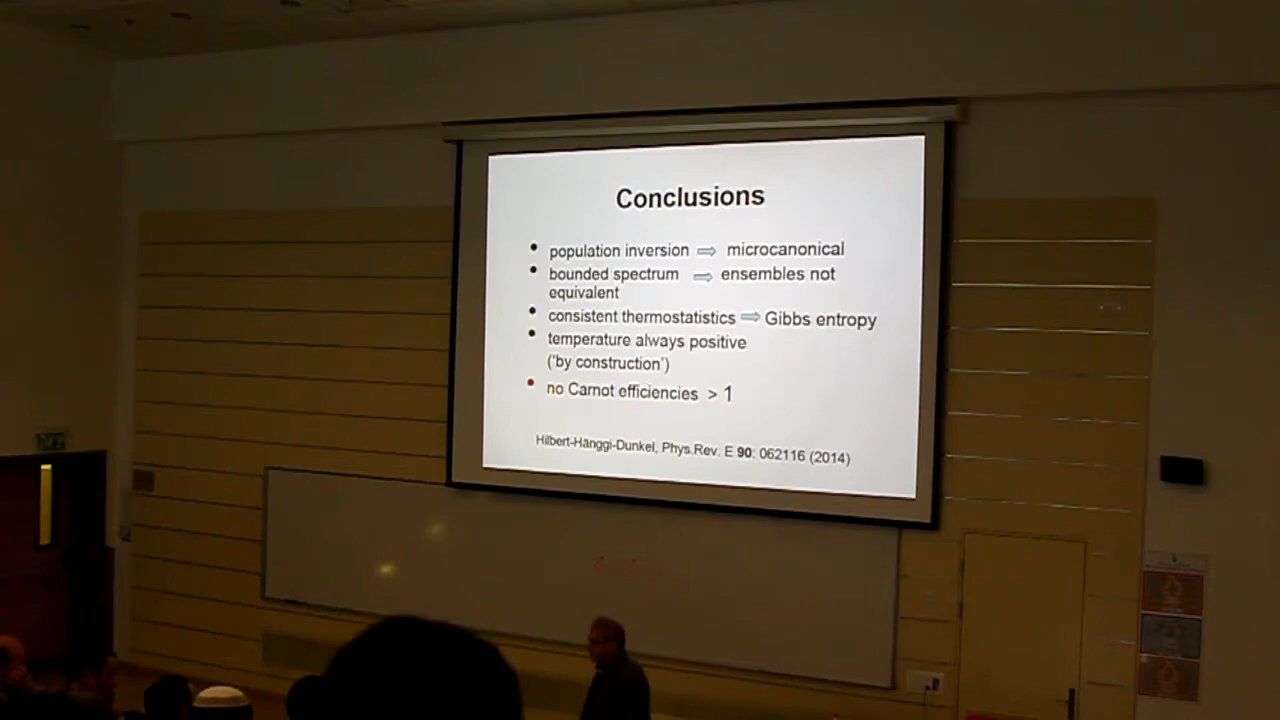 Conclusions
• population inversion ⇒ microcanonical
• bounded spectrum ⇒ ensembles not
equivalent
• consistent thermostatistics ⇒ Gibbs entropy
• temperature always positive
('by construction')
• no Carnot efficiencies > 1
Hilbert-Hänggi-Dunkel, Phys.Rev. E 90: 062116 (2014)